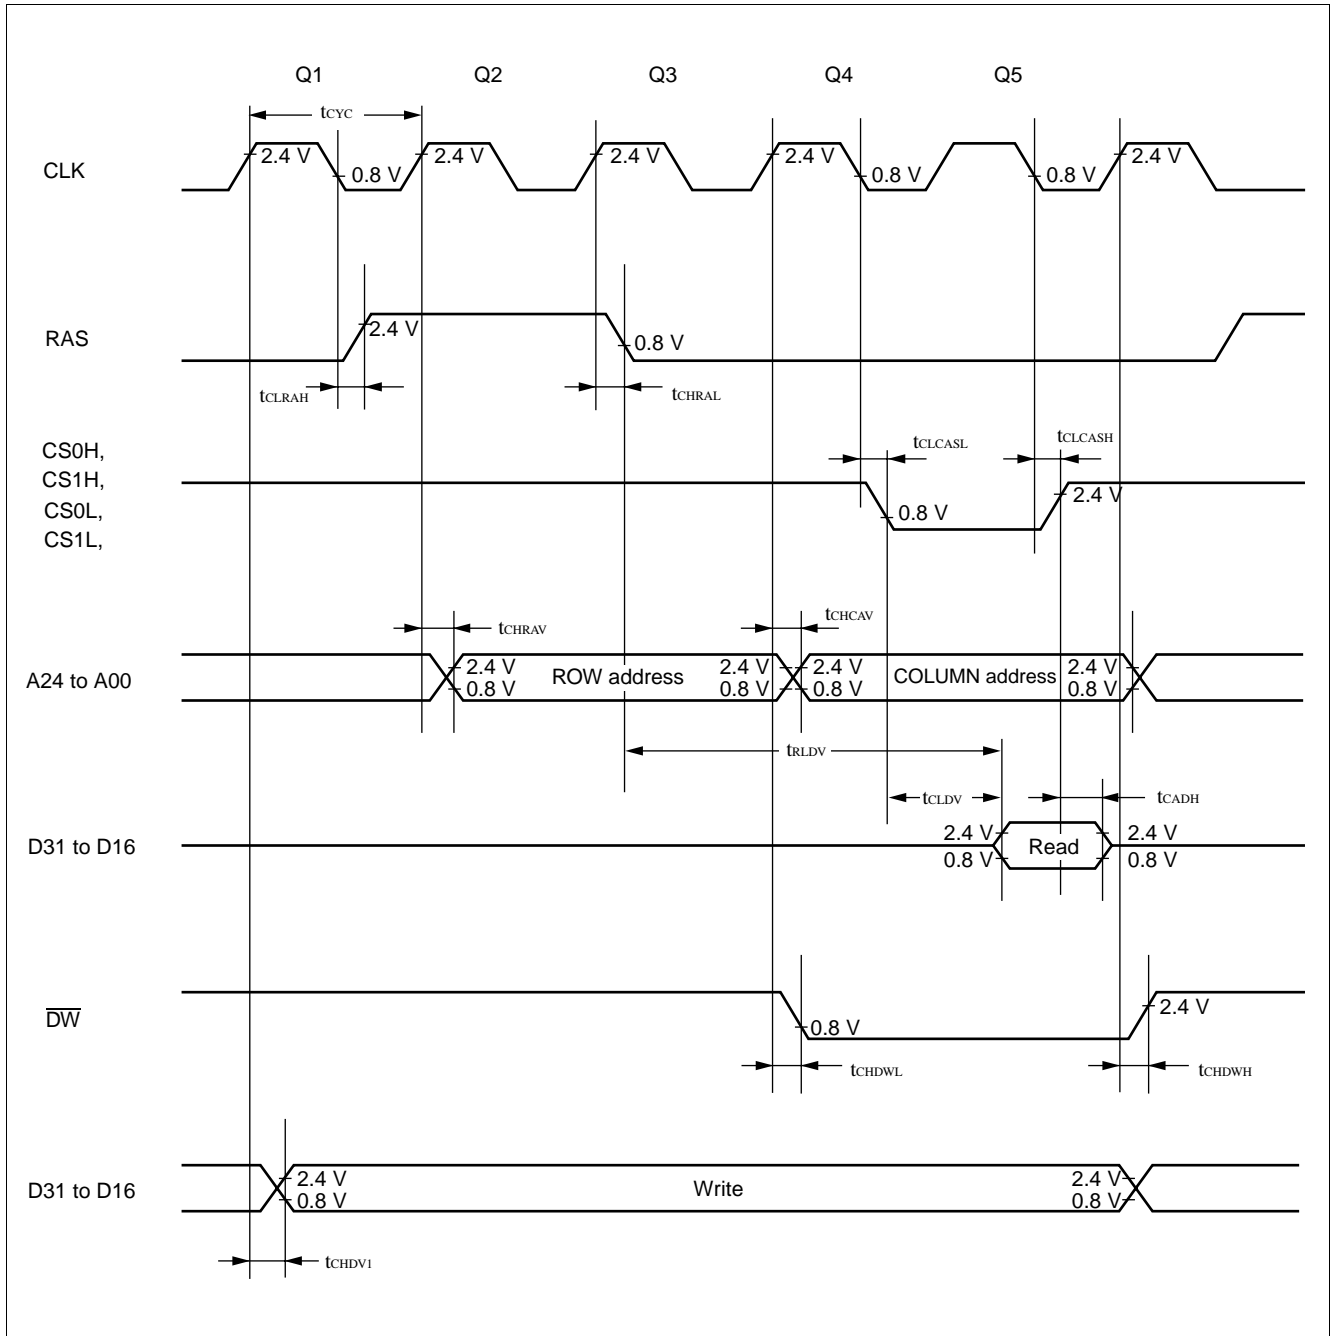 Q1 Q2 Q3 Q4 Q5
tCYC
CLK 2.4 V 0.8 V 2.4 V 2.4 V 2.4 V 0.8 V 0.8 V 2.4 V
RAS 2.4 V 0.8 V
tCLRAH tCHRAL
tCLCASL tCLCASH
CS0H,
CS1H,
CS0L,
CS1L,
2.4 V
0.8 V
tCHRAV tCHCAV
A24 to A00
2.4 V ROW address 2.4 V 2.4 V COLUMN address 2.4 V
0.8 V 0.8 V 0.8 V 0.8 V
tRLDV
tCLDV tCADH
D31 to D16
2.4 V Read 2.4 V
0.8 V 0.8 V
DW 0.8 V 2.4 V
tCHDWL tCHDWH
D31 to D16
2.4 V Write 2.4 V
0.8 V 0.8 V
tCHDV1